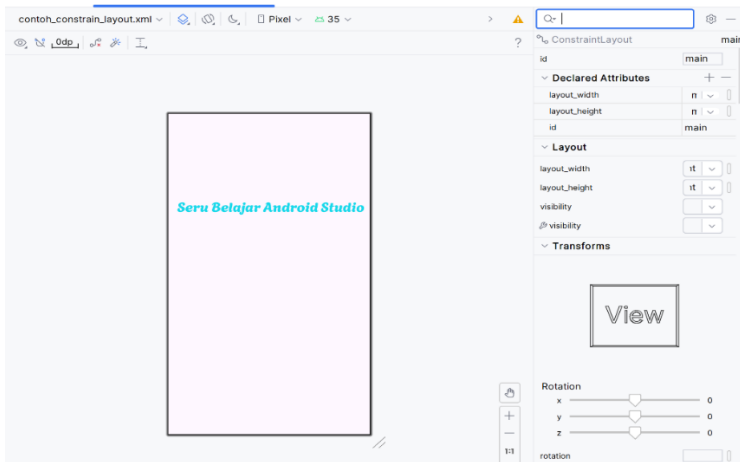 contoh_constrain_layout.xml Pixel 35
0dp ?
ConstraintLayout main
id main
Declared Attributes
layout_width
layout_height
id main
Layout
layout_width
layout_height
visibility
visibility
Transforms
Seru Belajar Android Studio
View
Rotation
x 0
y 0
z 0
rotation
1:1